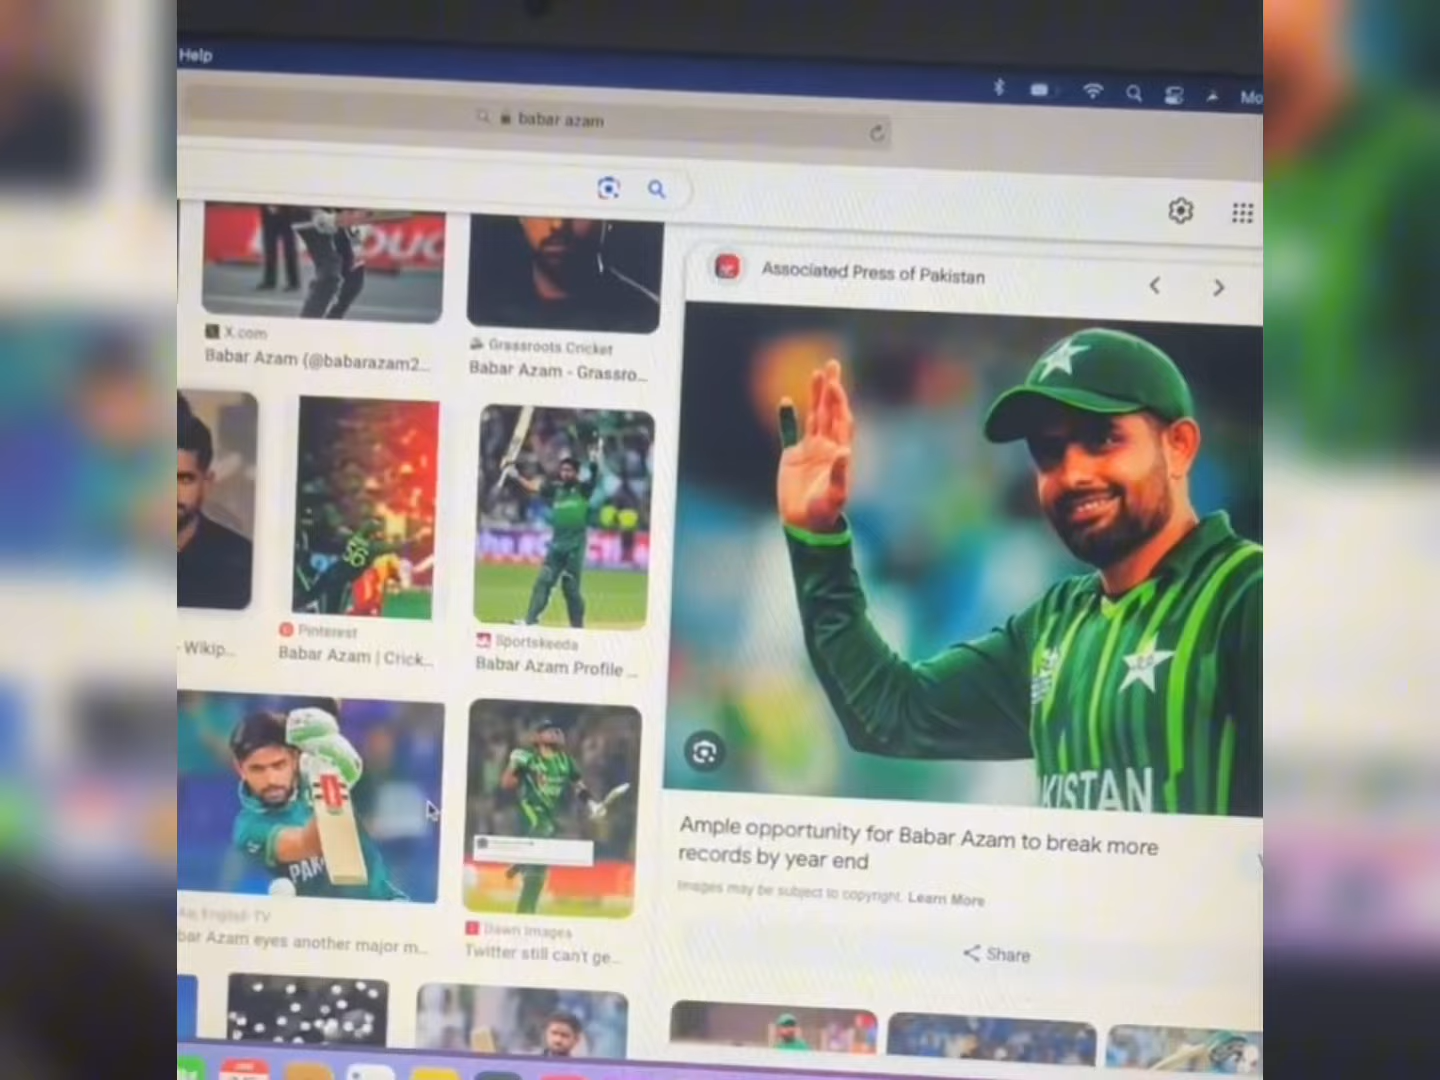 Help
Mo
babar azam
X.com
Babar Azam (@babarazam2...
Grassroots Cricket
Babar Azam - Grassro...
Associated Press of Pakistan
- Wikip...
Pinterest
Babar Azam | Crick...
Sportskeeda
Babar Azam Profile ...
KISTAN
Ample opportunity for Babar Azam to break more
records by year end
Images may be subject to copyright. Learn More
Share
PAK
English TV
bar Azam eyes another major m...
Dawn Images
Twitter still can't ge...